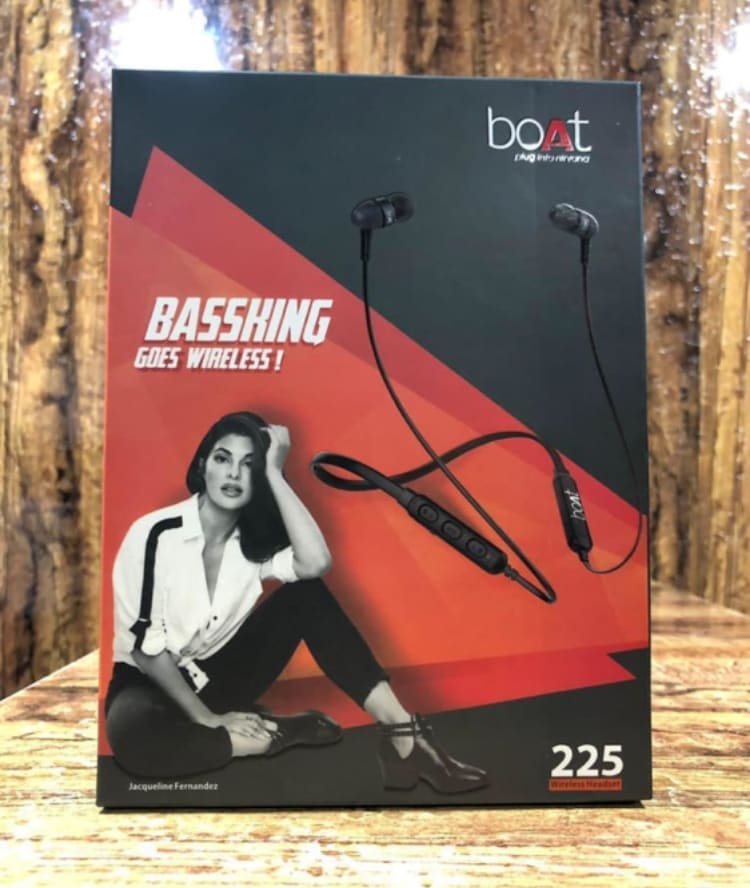 boAt
plug into nirvana
BASSKING
GOES WIRELESS !
boAt
225
Wireless Headset
Jacqueline Fernandez